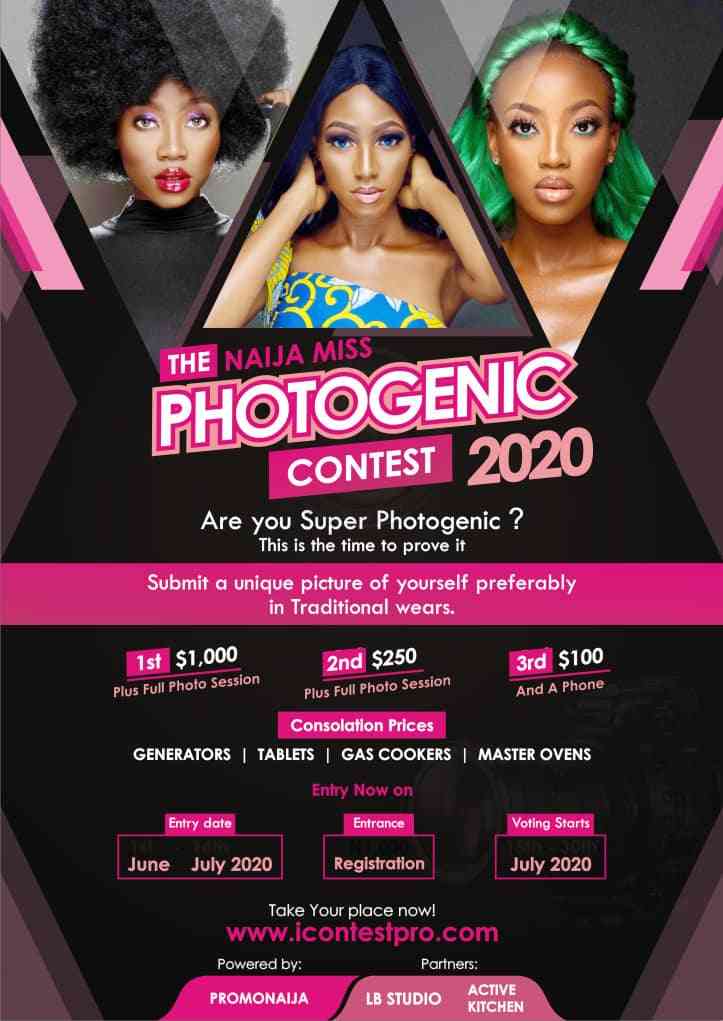 THE NAIJA MISS
PHOTOGENIC
CONTEST 2020
Are you Super Photogenic ?
This is the time to prove it
Submit a unique picture of yourself preferably
in Traditional wears.
1st $1,000
Plus Full Photo Session
2nd $250
Plus Full Photo Session
3rd $100
And A Phone
Consolation Prices
GENERATORS | TABLETS | GAS COOKERS | MASTER OVENS
Entry Now on
Entry date
June - July 2020
Entrance
Registration
Voting Starts
July 2020
Take Your place now!
www.icontestpro.com
Powered by:
PROMONAIJA
Partners:
LB STUDIO
ACTIVE
KITCHEN